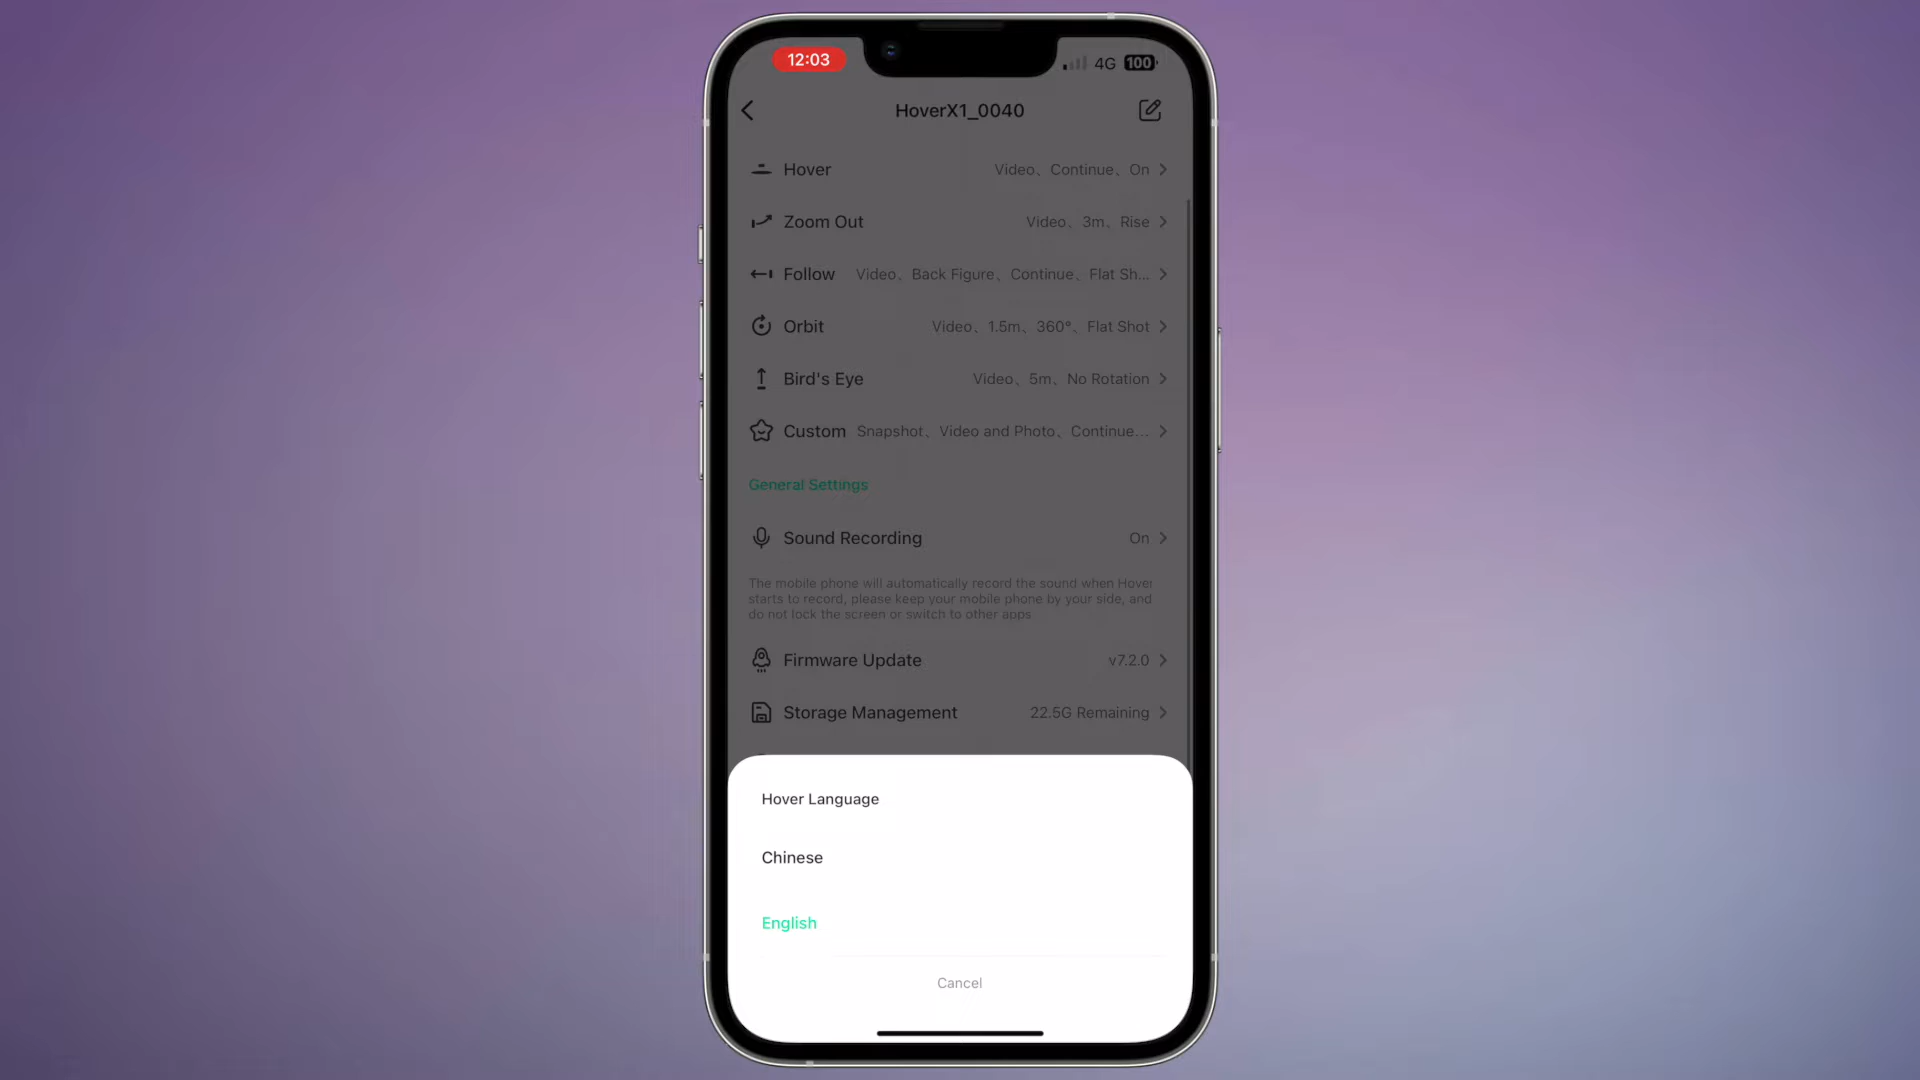 12:03
4G 100
HoverX1_0040
Hover Video、Continue、On
Zoom Out Video、3m、Rise
Follow Video、Back Figure、Continue、Flat Sh...
Orbit Video、1.5m、360°、Flat Shot
Bird's Eye Video、5m、No Rotation
Custom Snapshot、Video and Photo、Continue...
General Settings
Sound Recording On
The mobile phone will automatically record the sound when Hover
starts to record, please keep your mobile phone by your side, and
do not lock the screen or switch to other apps
Firmware Update v7.2.0
Storage Management 22.5G Remaining
Hover Language
Chinese
English
Cancel